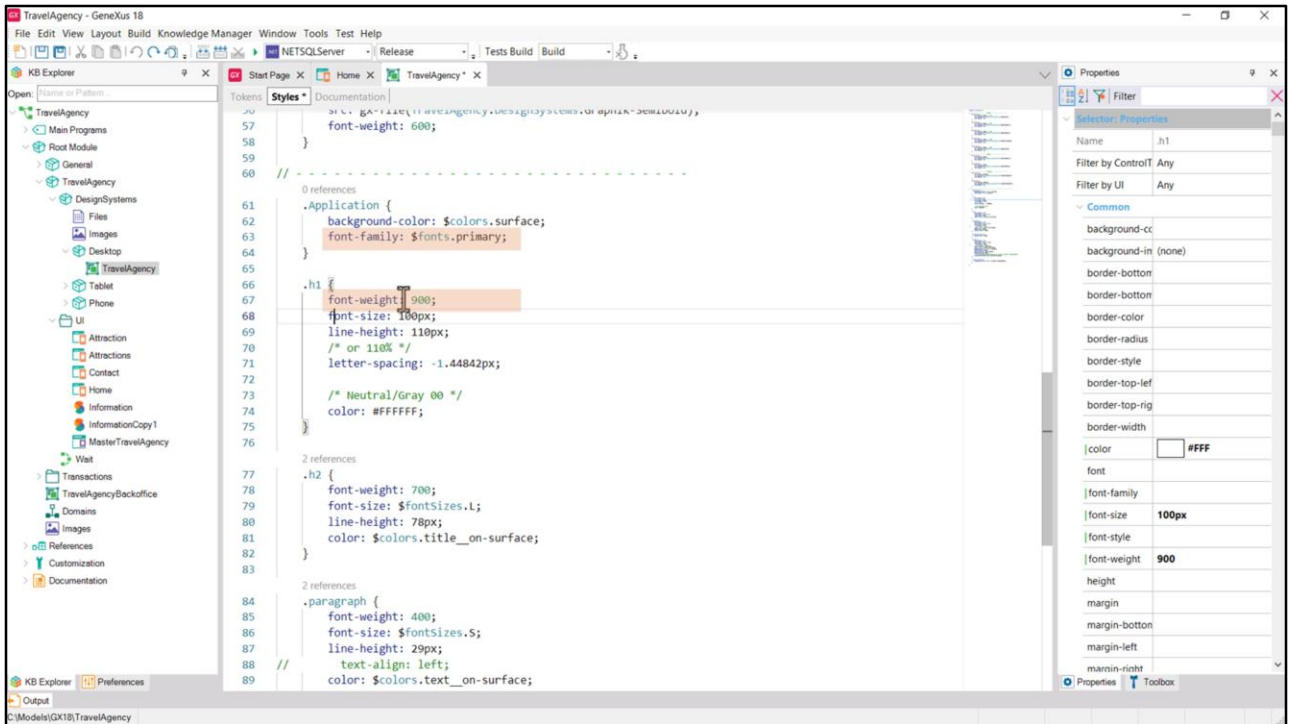 TravelAgency - GeneXus 18
File Edit View Layout Build Knowledge Manager Window Tools Test Help
NETSQLServer Release Tests Build Build
KB Explorer
Open: Name or Pattern
TravelAgency
Main Programs
Root Module
General
TravelAgency
DesignSystems
Files
Images
Desktop
TravelAgency
Tablet
Phone
UI
Attraction
Attractions
Contact
Home
Information
InformationCopy1
MasterTravelAgency
Wait
Transactions
TravelAgencyBackoffice
Domains
Images
References
Customization
Documentation
KB Explorer Preferences
Output
C:\Models\GX18\TravelAgency
Start Page Home TravelAgency *
Tokens Styles * Documentation
57 font-weight: 600;
58 }
59
60 // - - - - - - - - - - - - - - - - - - - - - - - - - - - - - - -
0 references
61 .Application {
62 background-color: $colors.surface;
63 font-family: $fonts.primary;
64 }
65
66 .h1 {
67 font-weight: 900;
68 font-size: 100px;
69 line-height: 110px;
70 /* or 110% */
71 letter-spacing: -1.44842px;
72
73 /* Neutral/Gray 00 */
74 color: #FFFFFF;
75 }
76
2 references
77 .h2 {
78 font-weight: 700;
79 font-size: $fontSizes.L;
80 line-height: 78px;
81 color: $colors.title__on-surface;
82 }
83
2 references
84 .paragraph {
85 font-weight: 400;
86 font-size: $fontSizes.S;
87 line-height: 29px;
88 // text-align: left;
89 color: $colors.text__on-surface;
Properties
Filter
Selector: Properties
Name .h1
Filter by ControlT Any
Filter by UI Any
Common
background-cc
background-in (none)
border-bottom
border-bottom
border-color
border-radius
border-style
border-top-lef
border-top-rig
border-width
color #FFF
font
font-family
font-size 100px
font-style
font-weight 900
height
margin
margin-botton
margin-left
margin-right
Properties Toolbox